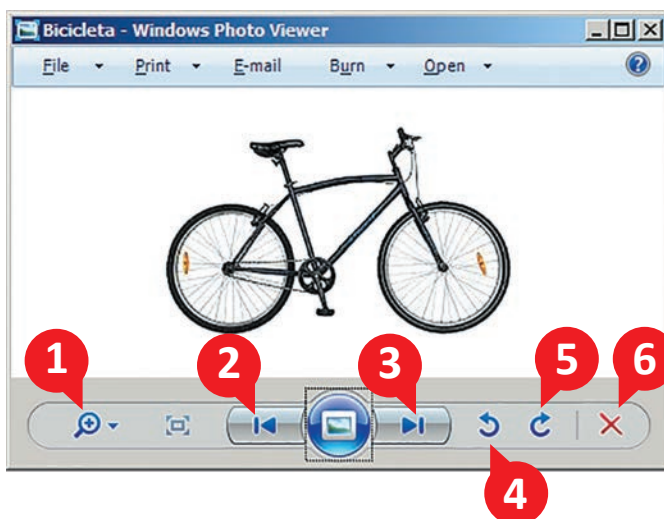 Bicicleta - Windows Photo Viewer
File Print E-mail Burn Open ?
1 2 3 5 6
4